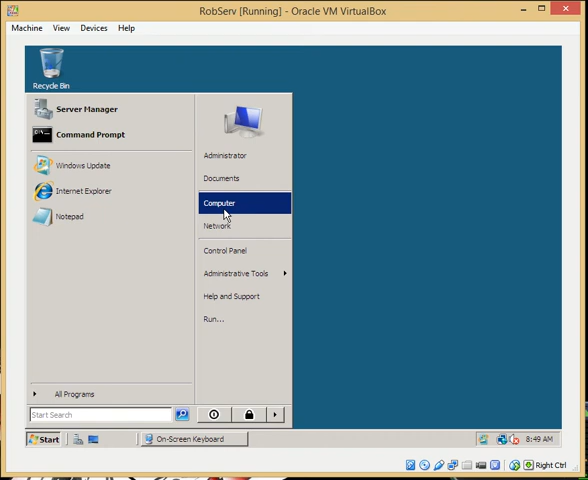 RobServ [Running] - Oracle VM VirtualBox
Machine View Devices Help
Recycle Bin
Server Manager
Command Prompt
Windows Update
Internet Explorer
Notepad
Administrator
Documents
Computer
Network
Control Panel
Administrative Tools
Help and Support
Run...
All Programs
Start Search
Start
On-Screen Keyboard
8:49 AM
Right Ctrl